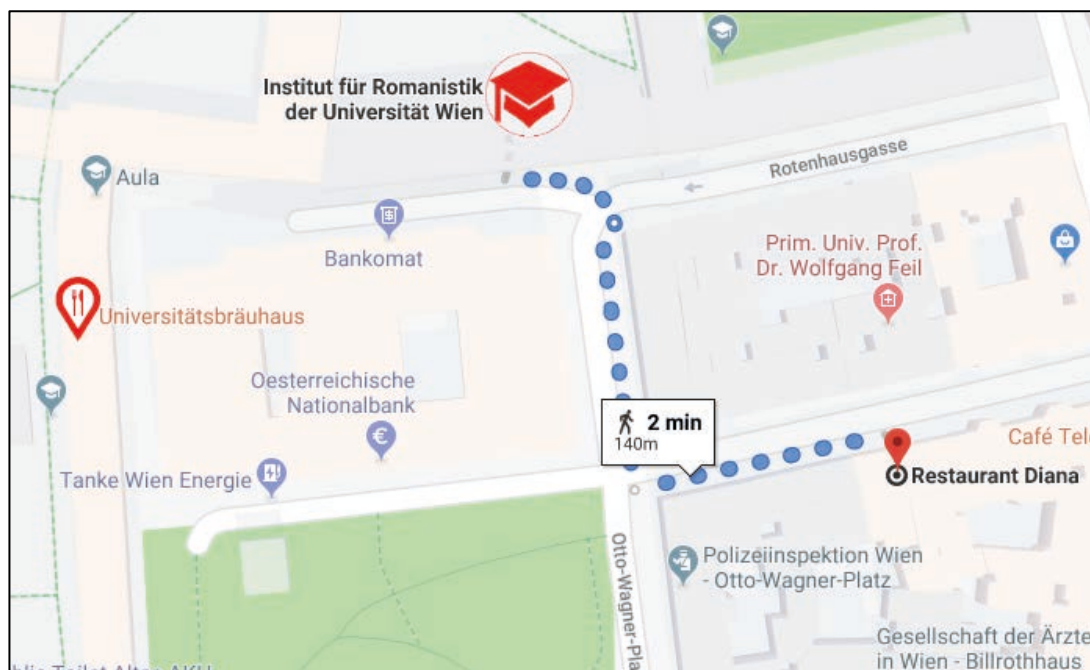 Institut für Romanistik
der Universität Wien
Rotenhausgasse
Aula
Bankomat
Prim. Univ. Prof.
Dr. Wolfgang Feil
Universitätsbräuhaus
Oesterreichische
Nationalbank
2 min
140m
Café Tele
Tanke Wien Energie
Restaurant Diana
Otto-Wagner-Pla
Polizeiinspektion Wien
- Otto-Wagner-Platz
Gesellschaft der Ärzte
in Wien - Billrothhaus